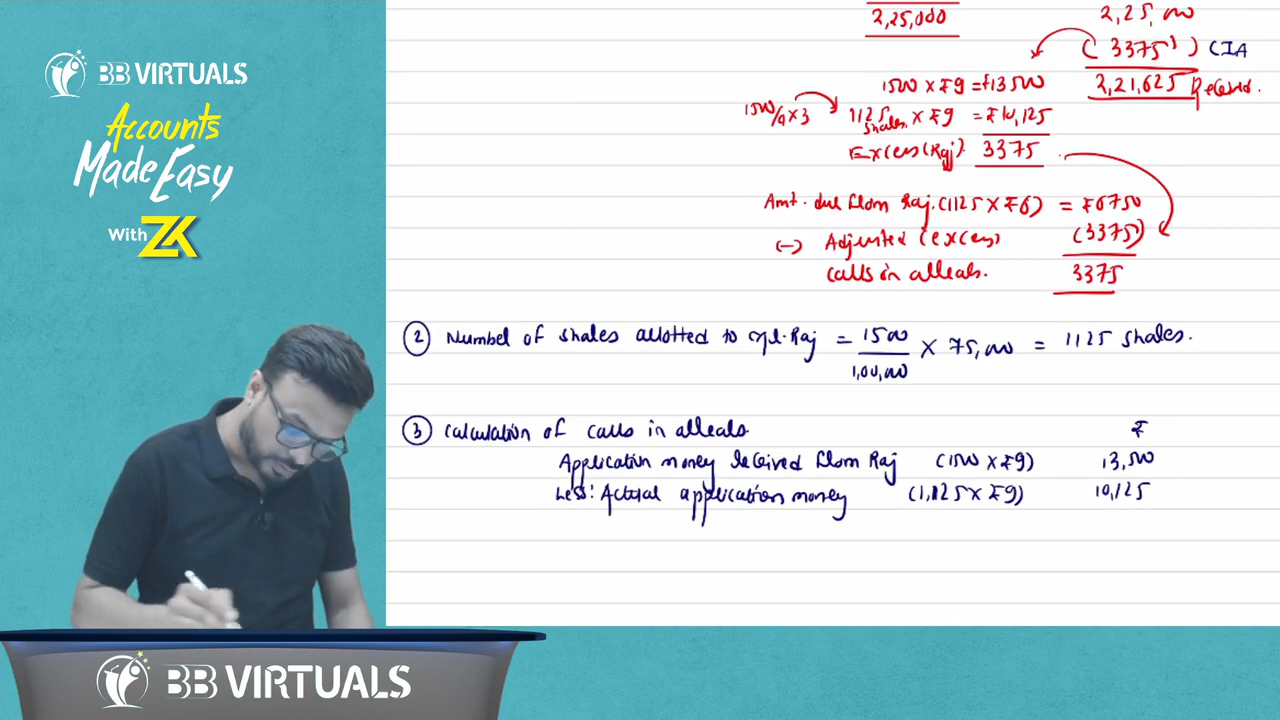 BB VIRTUALS
Accounts
Made Easy
With ZK
2,25,000 2,25,000
(3375) CIA
1500 × ₹9 = ₹13500 2,21,625 Received.
1500/4 × 3 1125 shares × ₹9 = ₹10,125
Excess (Raj) 3375
Amt. due from Raj. (1125 × ₹6) = ₹6750
(-) Adjusted (excess) (3375)
Calls in arrears. 3375
② Number of shares allotted to Mr. Raj = 1500/1,00,000 × 75,000 = 1125 shares.
③ Calculation of calls in arrears ₹
Application money received from Raj (1500 × ₹9) 13,500
Less: Actual application money (1,125 × ₹9) 10,125
BB VIRTUALS